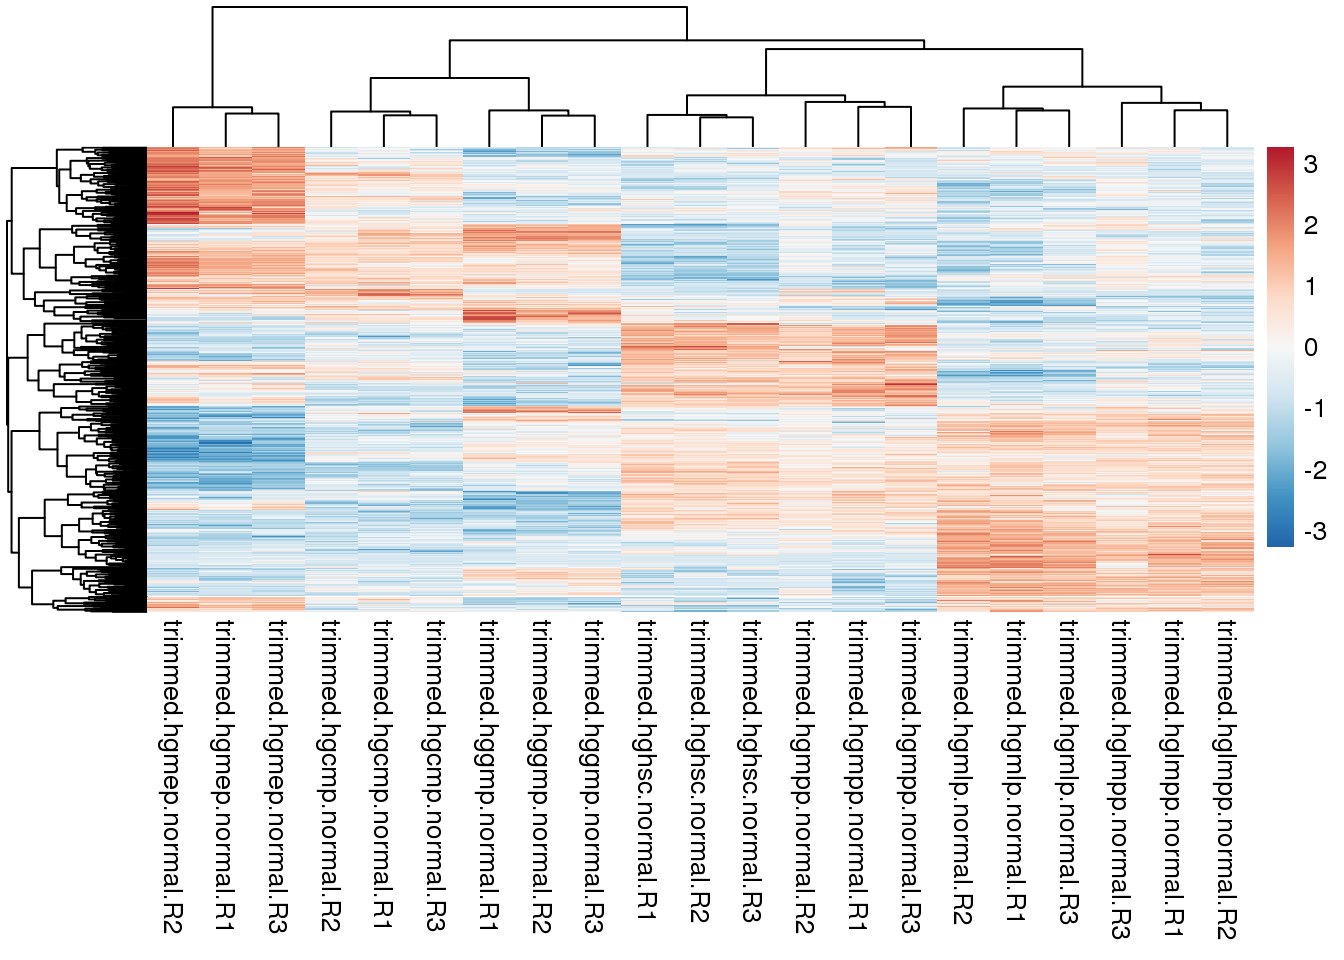 3
2
1
0
-1
-2
-3
trimmed.hgmep.normal.R2
trimmed.hgmep.normal.R1
trimmed.hgmep.normal.R3
trimmed.hgcmp.normal.R2
trimmed.hgcmp.normal.R1
trimmed.hgcmp.normal.R3
trimmed.hggmp.normal.R1
trimmed.hggmp.normal.R2
trimmed.hggmp.normal.R3
trimmed.hghsc.normal.R1
trimmed.hghsc.normal.R2
trimmed.hghsc.normal.R3
trimmed.hgmpp.normal.R2
trimmed.hgmpp.normal.R1
trimmed.hgmpp.normal.R3
trimmed.hgmlp.normal.R2
trimmed.hgmlp.normal.R1
trimmed.hgmlp.normal.R3
trimmed.hglmpp.normal.R3
trimmed.hglmpp.normal.R1
trimmed.hglmpp.normal.R2